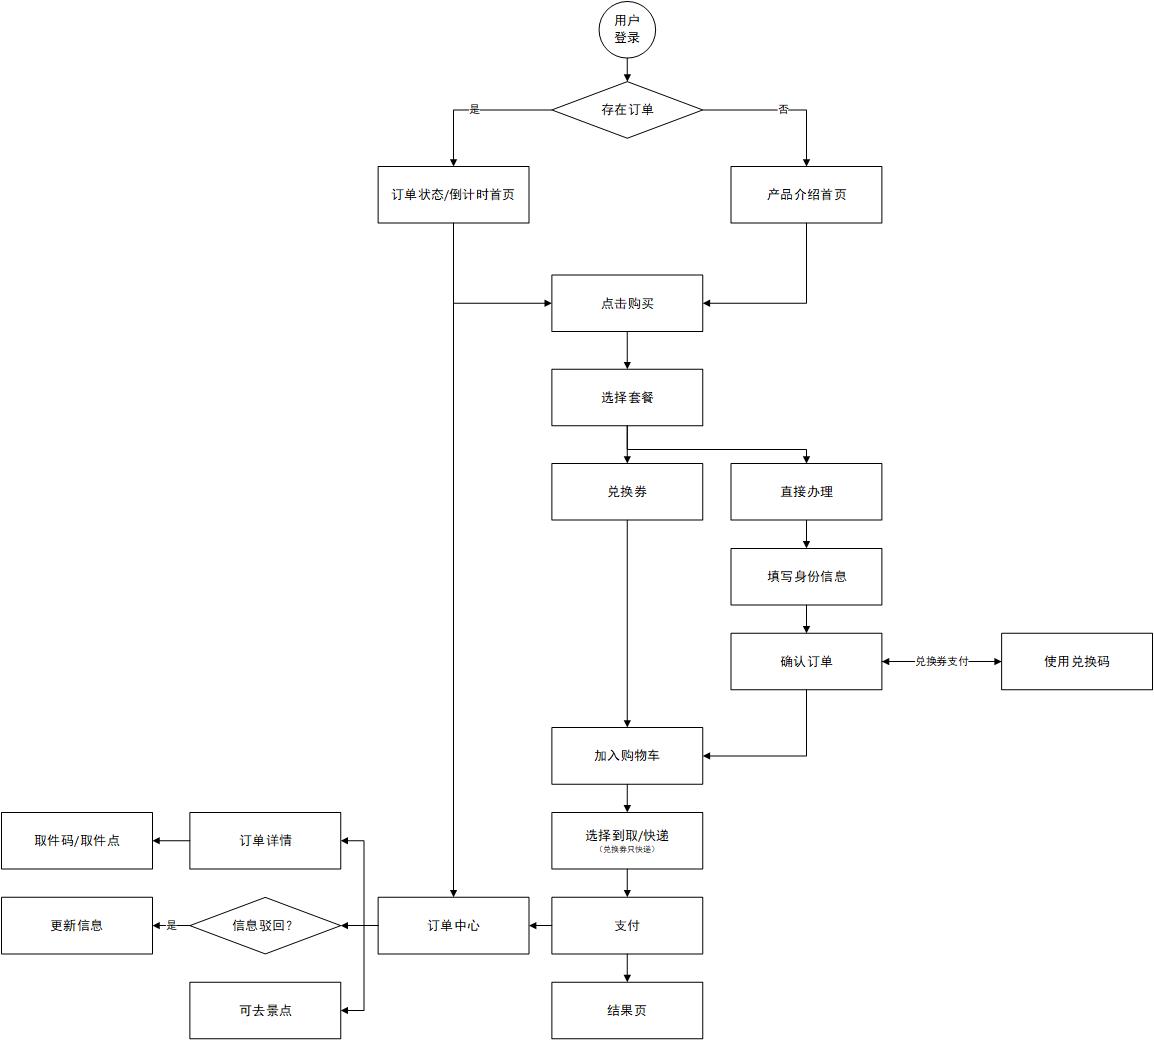 用户
登录
存在订单
是
否
订单状态/倒计时首页
产品介绍首页
点击购买
选择套餐
兑换券
直接办理
填写身份信息
确认订单
兑换券支付
使用兑换码
加入购物车
选择到取/快递
（兑换券只快递）
取件码/取件点
订单详情
更新信息
是
信息驳回？
订单中心
支付
可去景点
结果页